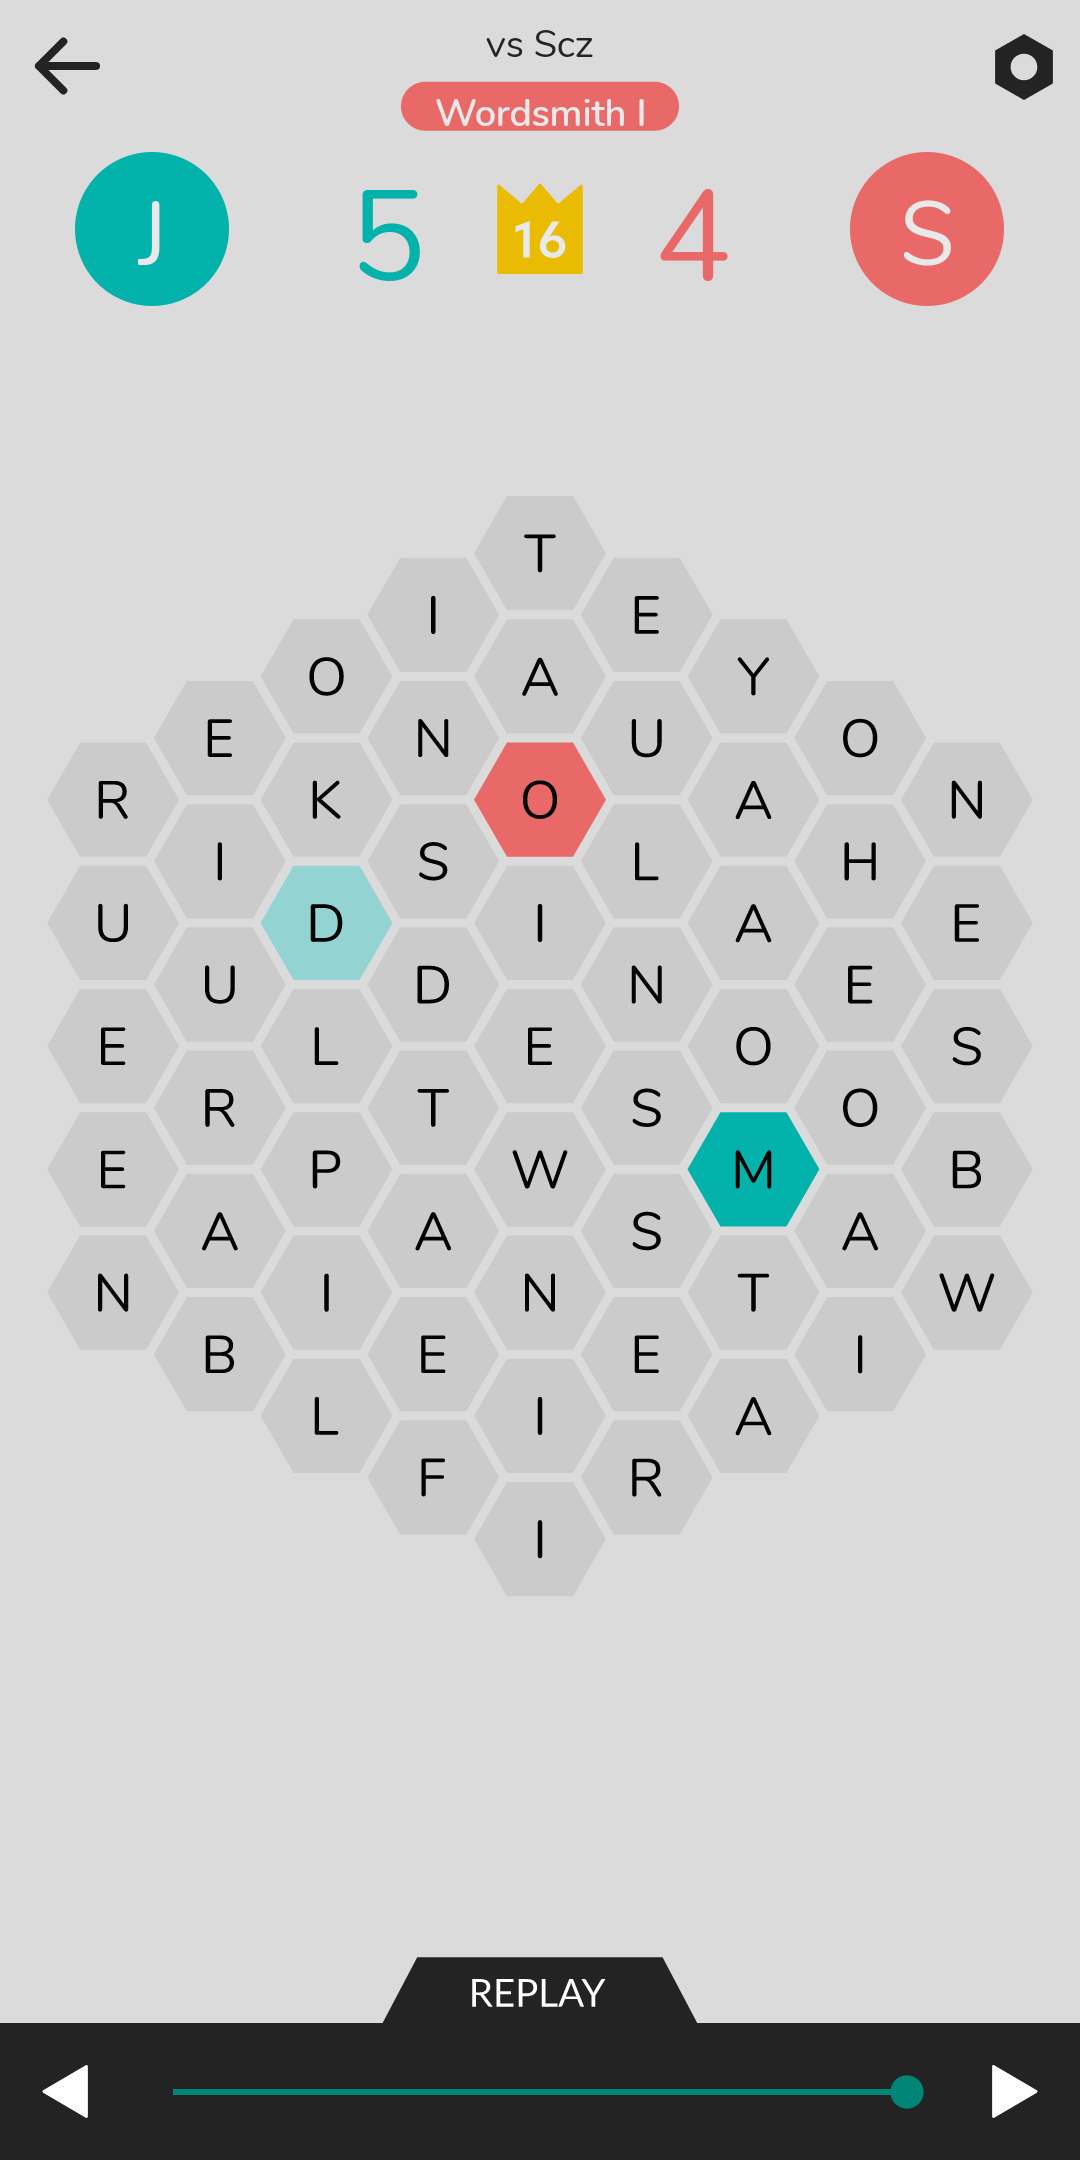 vs Scz
Wordsmith I
J 5 16 4 S
T
I E
O A Y
E N U O
R K O A N
I S L H
U D I A E
U D N E
E L E O S
R T S O
E P W M B
A A S A
N I N T W
B E E I
L I A
F R
I
REPLAY